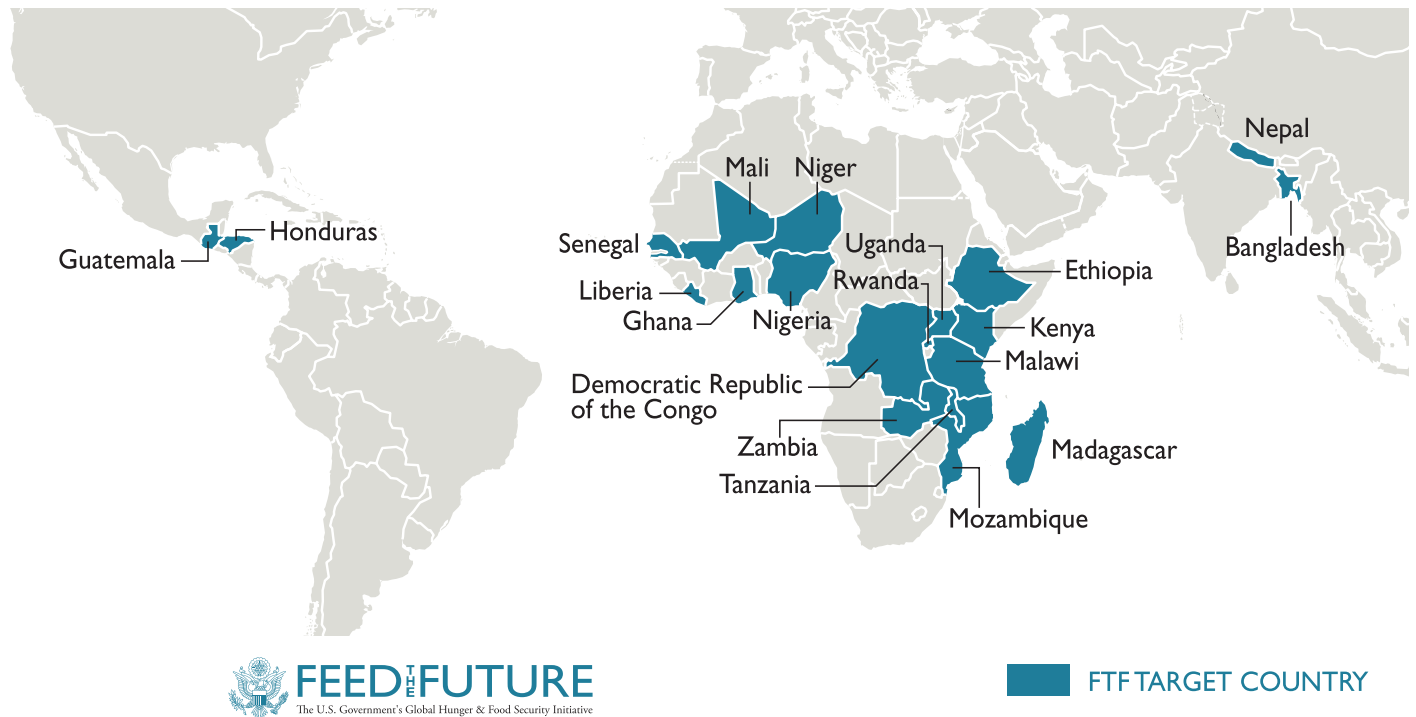 Nepal
Mali
Niger
Honduras
Guatemala
Senegal
Uganda
Bangladesh
Rwanda
Ethiopia
Liberia
Ghana
Nigeria
Kenya
Malawi
Democratic Republic
of the Congo
Zambia
Madagascar
Tanzania
Mozambique
FEED THE FUTURE
The U.S. Government's Global Hunger & Food Security Initiative
FTF TARGET COUNTRY